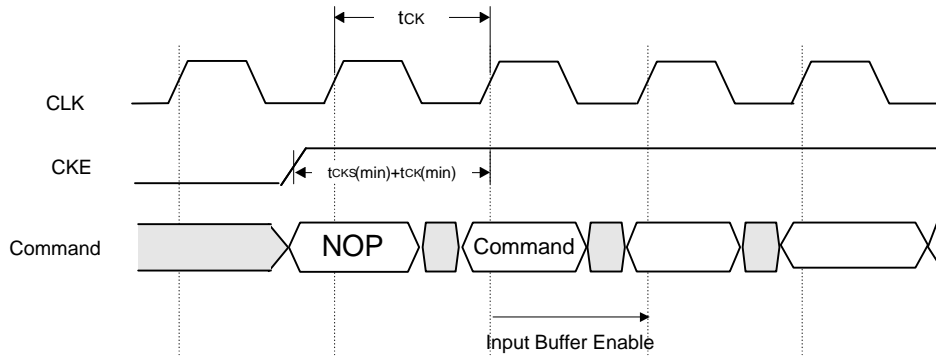 tCK
CLK
CKE
tCKS(min)+tCK(min)
Command
NOP
Command
Input Buffer Enable